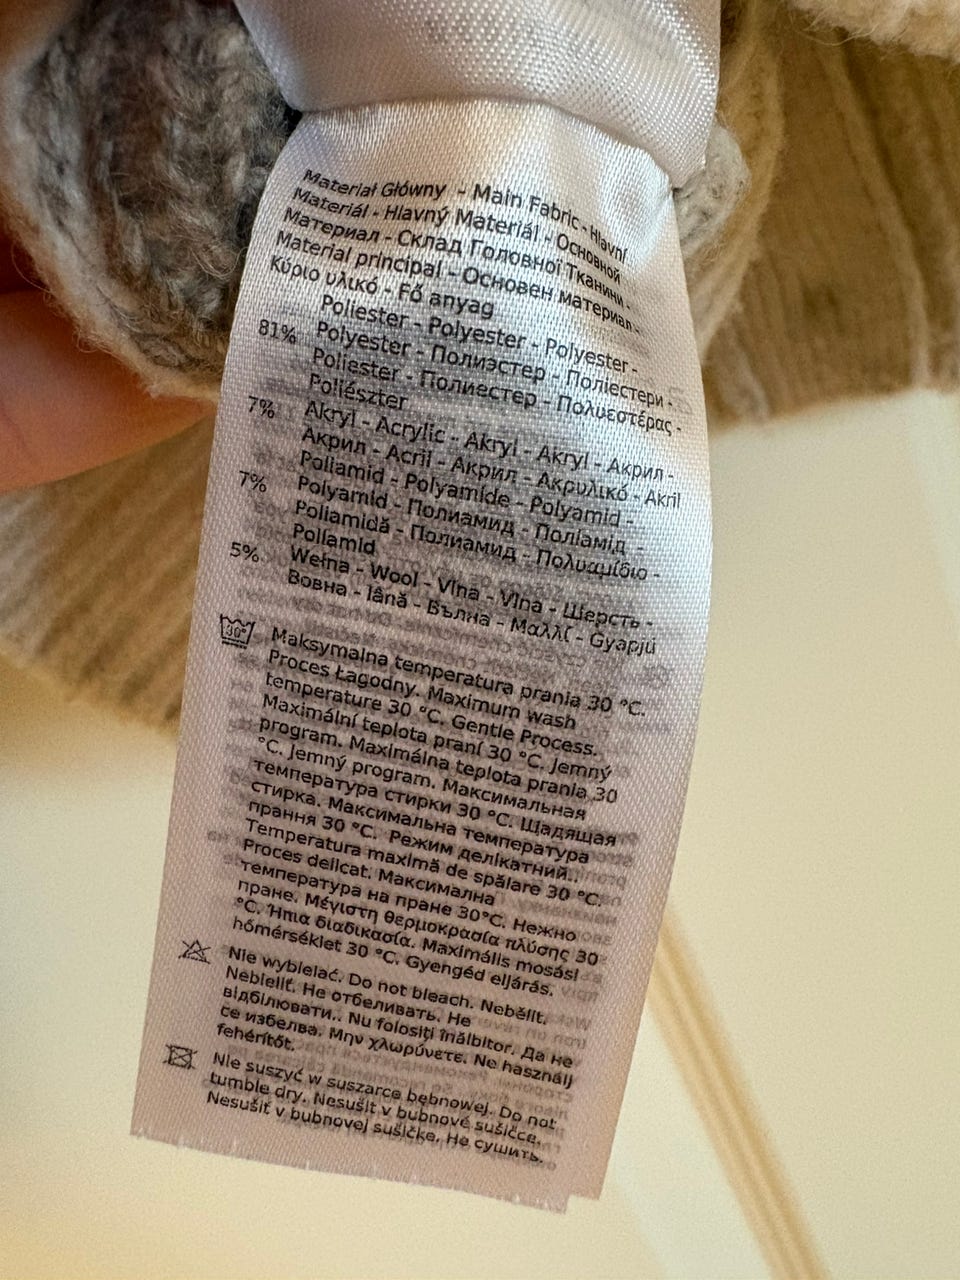 Materiał Główny - Main Fabric - Hlavní
Materiál - Hlavný Materiál - Основной
Материал - Склад Головної Тканини -
Material principal - Основен материал -
Κύριο υλικό - Fő anyag
81% Poliester - Polyester - Polyester -
Polyester - Полиэстер - Поліестери -
Poliester - Полиестер - Πολυεστέρας -
Poliészter
7% Akryl - Acrylic - Akryl - Akryl - Акрил -
Акрил - Acril - Акрил - Ακρυλικό - Akril
7% Poliamid - Polyamide - Polyamid -
Polyamid - Полиамид - Поліамід -
Poliamidă - Полиамид - Πολυαμίδιο -
Poliamid
5% Wełna - Wool - Vlna - Vlna - Шерсть -
Вовна - lână - Вълна - Μαλλί - Gyapjú
30° Maksymalna temperatura prania 30 °C.
Proces Łagodny. Maximum wash
temperature 30 °C. Gentle Process.
Maximální teplota praní 30 °C. Jemný
program. Maximálna teplota prania 30
°C. Jemný program. Максимальная
температура стирки 30 °C. Щадящая
стирка. Максимальна температура
прання 30 °C. Режим делікатний..
Temperatura maximă de spălare 30 °C.
Proces delicat. Максимална
температура на пране 30°C. Нежно
пране. Μέγιστη θερμοκρασία πλύσης 30
°C. Ήπια διαδικασία. Maximális mosási
hőmérséklet 30 °C. Gyengéd eljárás.
Nie wybielać. Do not bleach. Nebělit.
Nebieliť. Не отбеливать. Не
відбілювати.. Nu folosiți înălbitor. Да не
се избелва. Μην χλωρύνετε. Ne használj
fehérítőt.
Nie suszyć w suszarce bębnowej. Do not
tumble dry. Nesušit v bubnové sušičce.
Nesušiť v bubnovej sušičke. Не сушить.